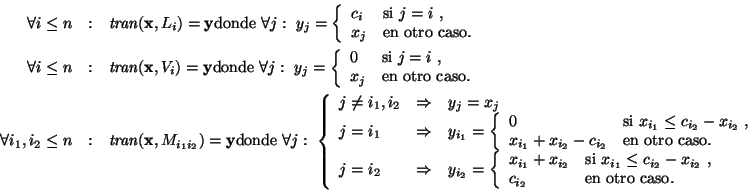 ∀i ≤ n : tran(x, L_i) = y donde ∀j : y_j = { c_i si j = i ,
x_j en otro caso.
∀i ≤ n : tran(x, V_i) = y donde ∀j : y_j = { 0 si j = i ,
x_j en otro caso.
∀i_1, i_2 ≤ n : tran(x, M_{i_1 i_2}) = y donde ∀j : { j ≠ i_1, i_2 ⇒ y_j = x_j
j = i_1 ⇒ y_{i_1} = { 0 si x_{i_1} ≤ c_{i_2} − x_{i_2} ,
x_{i_1} + x_{i_2} − c_{i_2} en otro caso.
j = i_2 ⇒ y_{i_2} = { x_{i_1} + x_{i_2} si x_{i_1} ≤ c_{i_2} − x_{i_2} ,
c_{i_2} en otro caso.